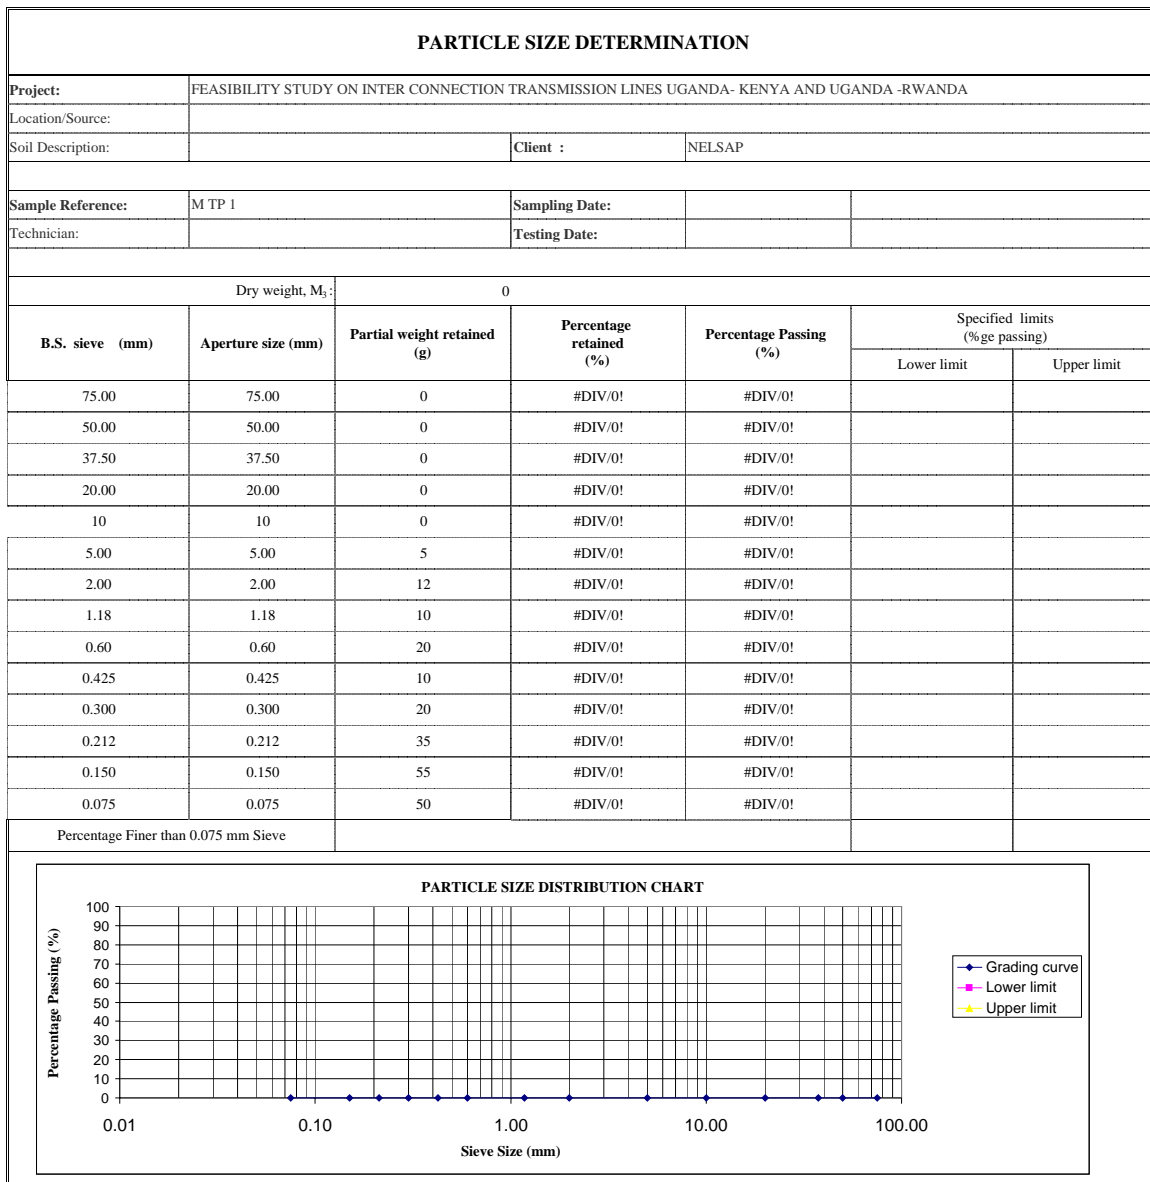 PARTICLE SIZE DETERMINATION
Project: FEASIBILITY STUDY ON INTER CONNECTION TRANSMISSION LINES UGANDA- KENYA AND UGANDA -RWANDA
Location/Source:
Soil Description: Client : NELSAP
Sample Reference: M TP 1 Sampling Date:
Technician: Testing Date:
Dry weight, M3: 0
B.S. sieve (mm) Aperture size (mm) Partial weight retained (g) Percentage retained (%) Percentage Passing (%) Specified limits (%ge passing)
Lower limit Upper limit
75.00 75.00 0 #DIV/0! #DIV/0!
50.00 50.00 0 #DIV/0! #DIV/0!
37.50 37.50 0 #DIV/0! #DIV/0!
20.00 20.00 0 #DIV/0! #DIV/0!
10 10 0 #DIV/0! #DIV/0!
5.00 5.00 5 #DIV/0! #DIV/0!
2.00 2.00 12 #DIV/0! #DIV/0!
1.18 1.18 10 #DIV/0! #DIV/0!
0.60 0.60 20 #DIV/0! #DIV/0!
0.425 0.425 10 #DIV/0! #DIV/0!
0.300 0.300 20 #DIV/0! #DIV/0!
0.212 0.212 35 #DIV/0! #DIV/0!
0.150 0.150 55 #DIV/0! #DIV/0!
0.075 0.075 50 #DIV/0! #DIV/0!
Percentage Finer than 0.075 mm Sieve
PARTICLE SIZE DISTRIBUTION CHART
Percentage Passing (%)
100
90
80
70
60
50
40
30
20
10
0
0.01 0.10 1.00 10.00 100.00
Sieve Size (mm)
Grading curve
Lower limit
Upper limit